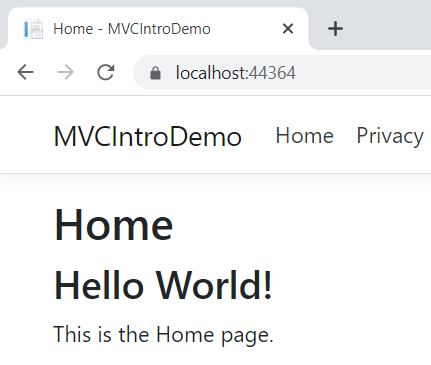 Home - MVCIntroDemo
localhost:44364
MVCIntroDemo Home Privacy
Home
Hello World!
This is the Home page.